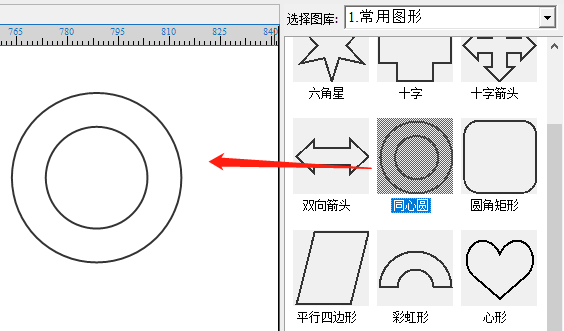 选择图库: 1.常用图形
765 780 795 810 825 840
六角星 十字 十字箭头
双向箭头 同心圆 圆角矩形
平行四边形 彩虹形 心形